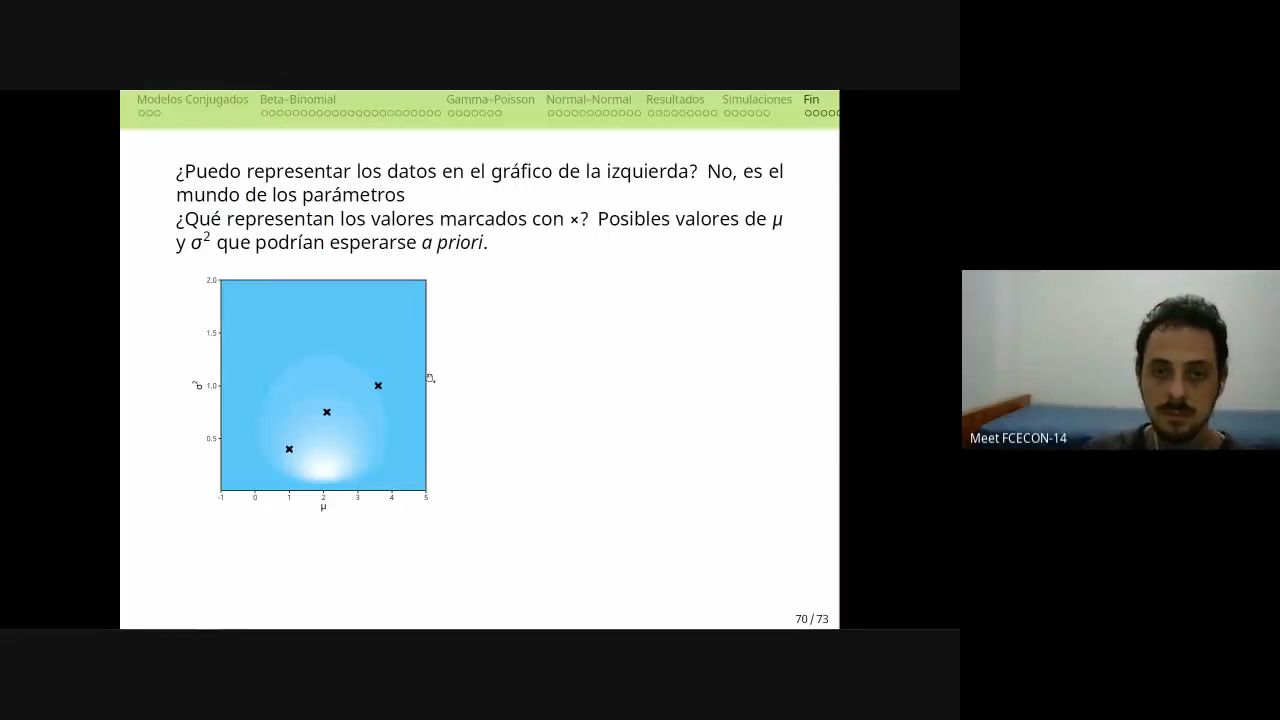 Modelos Conjugados Beta–Binomial Gamma–Poisson Normal–Normal Resultados Simulaciones Fin
¿Puedo representar los datos en el gráfico de la izquierda? No, es el
mundo de los parámetros
¿Qué representan los valores marcados con ×? Posibles valores de μ
y σ² que podrían esperarse a priori.
2.0
1.5
σ² 1.0
0.5
-1 0 1 2 3 4 5
μ
70 / 73
Meet FCECON-14